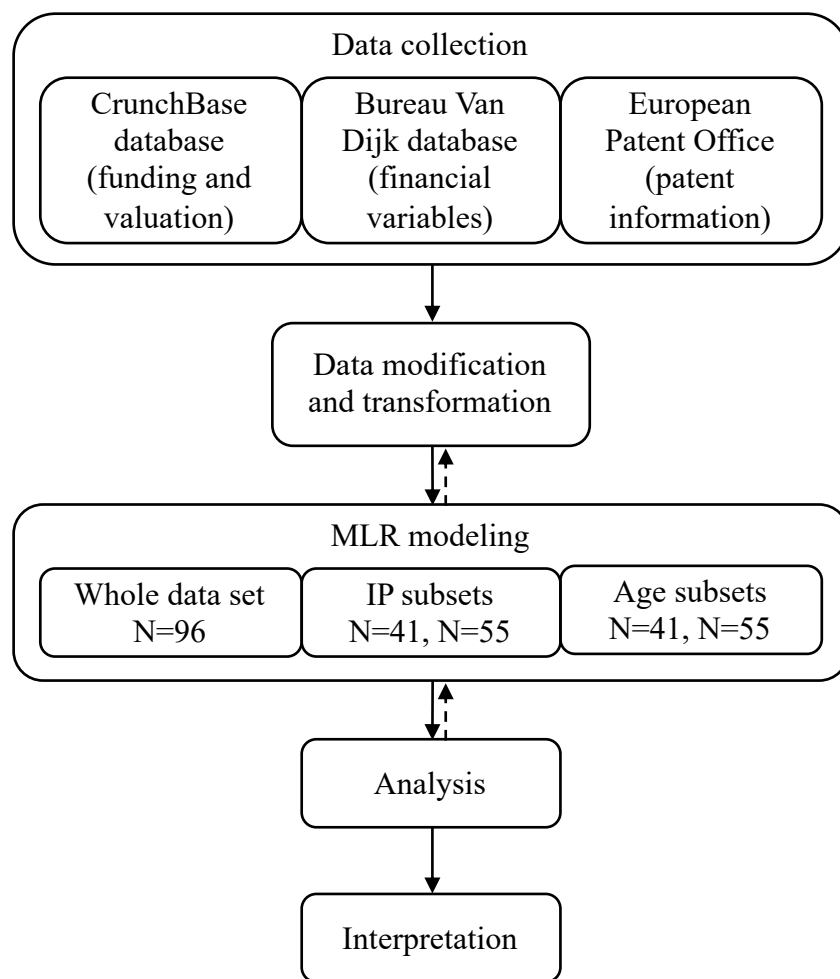 Data collection
CrunchBase
database
(funding and
valuation)
Bureau Van
Dijk database
(financial
variables)
European
Patent Office
(patent
information)
Data modification
and transformation
MLR modeling
Whole data set
N=96
IP subsets
N=41, N=55
Age subsets
N=41, N=55
Analysis
Interpretation